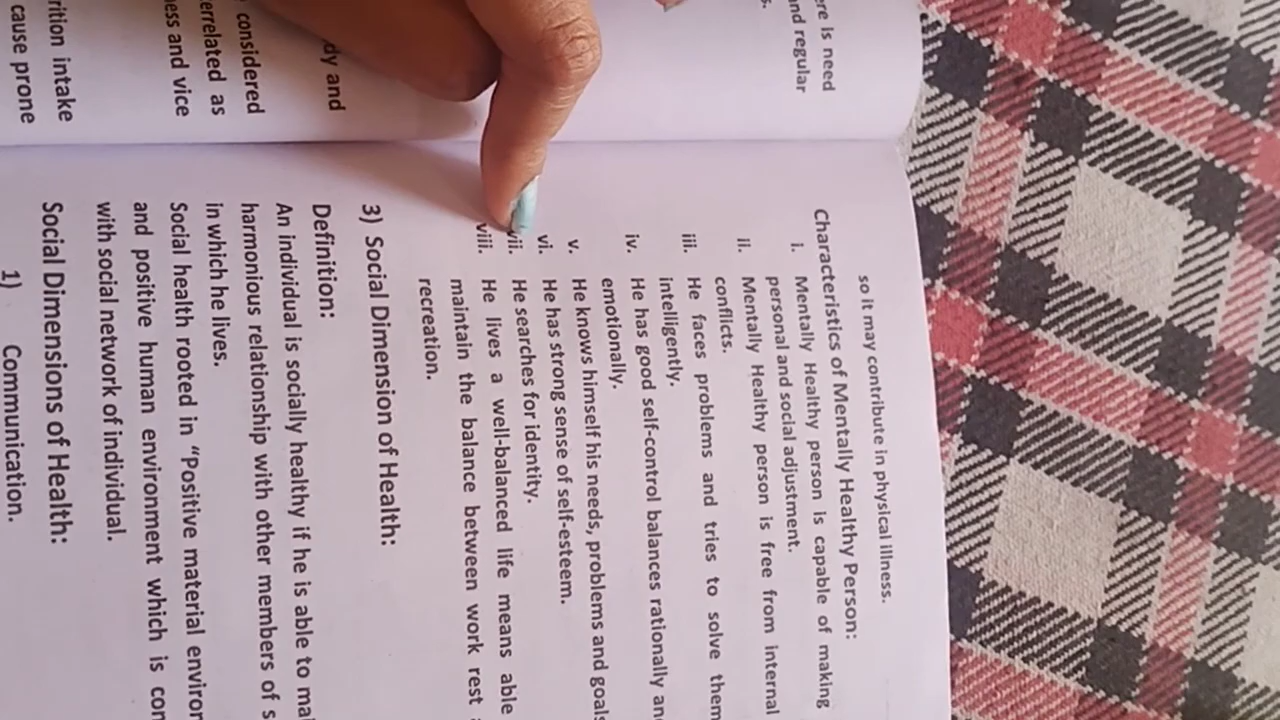 ere is need
nd regular
s.
dy and
considered
errelated as
ess and vice
rition intake
cause prone
so it may contribute in physical illness.
Characteristics of Mentally Healthy Person:
i. Mentally Healthy person is capable of making
personal and social adjustment.
ii. Mentally Healthy person is free from internal
conflicts.
iii. He faces problems and tries to solve them
intelligently.
iv. He has good self-control balances rationally and
emotionally.
v. He knows himself his needs, problems and goals
vi. He has strong sense of self-esteem.
vii. He searches for identity.
viii. He lives a well-balanced life means able
maintain the balance between work rest
recreation.
3) Social Dimension of Health:
Definition:
An individual is socially healthy if he is able to mal
harmonious relationship with other members of s
in which he lives.
Social health rooted in “Positive material environ
and positive human environment which is con
with social network of individual.
Social Dimensions of Health:
1) Communication.